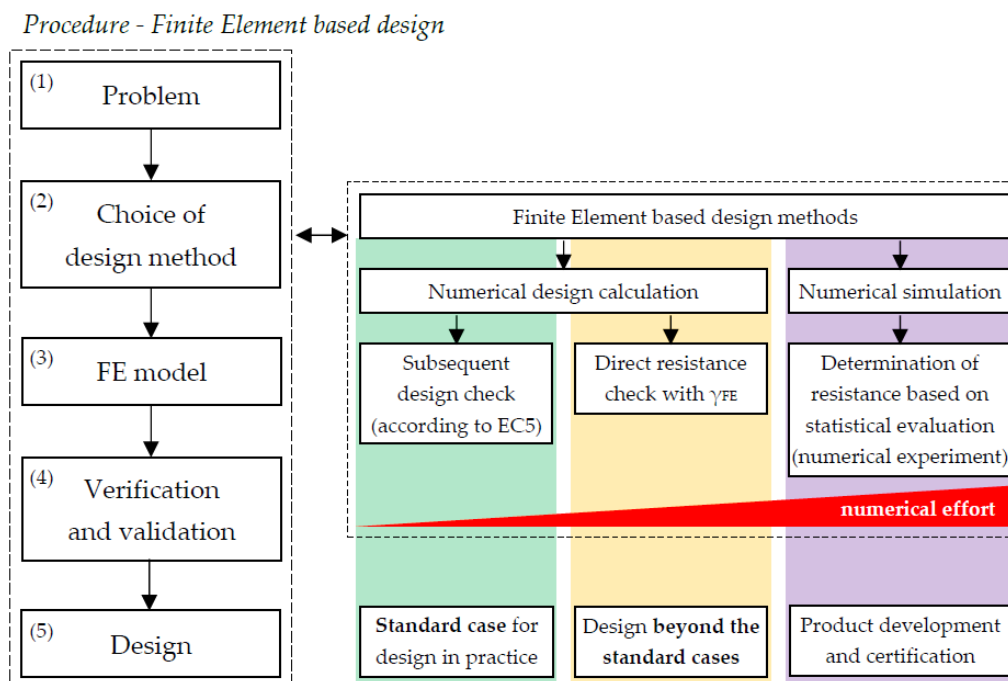 Procedure - Finite Element based design
(1)
Problem
(2)
Choice of
design method
(3)
FE model
(4)
Verification
and validation
(5)
Design
Finite Element based design methods
Numerical design calculation
Numerical simulation
Subsequent
design check
(according to EC5)
Direct resistance
check with γFE
Determination of
resistance based on
statistical evaluation
(numerical experiment)
numerical effort
Standard case for
design in practice
Design beyond the
standard cases
Product development
and certification